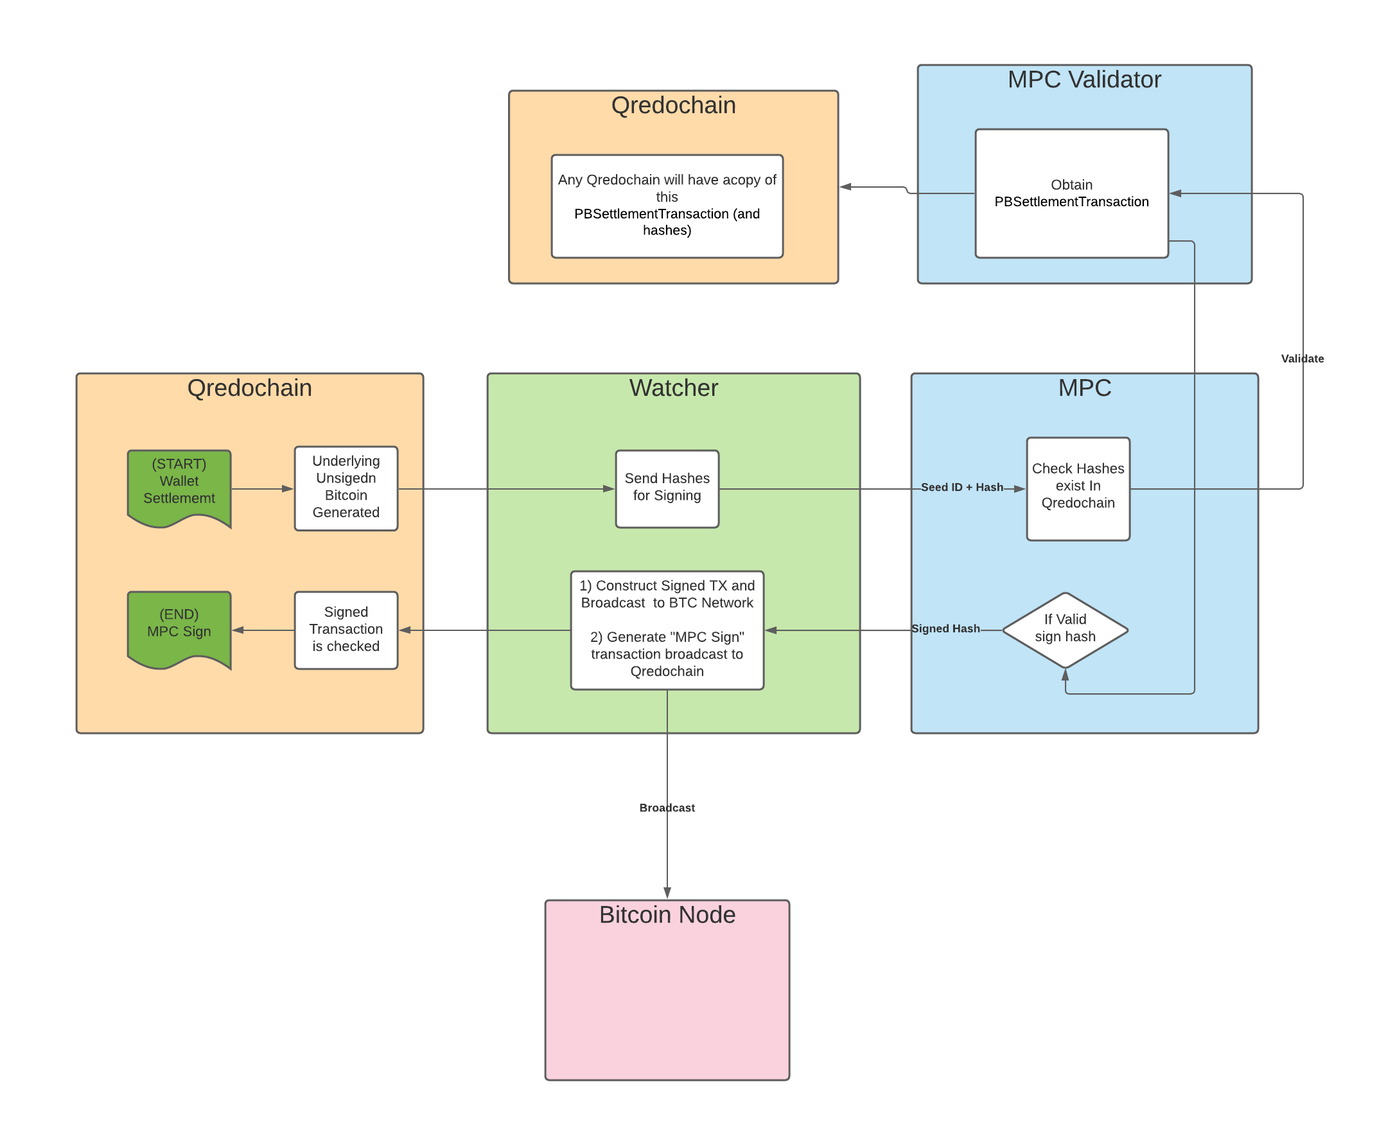 MPC Validator
Qredochain
Any Qredochain will have acopy of
this
PBSettlementTransaction (and
hashes)
Obtain
PBSettlementTransaction
Validate
Qredochain
(START)
Wallet
Settlememt
Underlying
Unsigedn
Bitcoin
Generated
(END)
MPC Sign
Signed
Transaction
is checked
Watcher
Send Hashes
for Signing
1) Construct Signed TX and
Broadcast  to BTC Network
2) Generate "MPC Sign"
transaction broadcast to
Qredochain
MPC
Seed ID + Hash
Check Hashes
exist In
Qredochain
Signed Hash
If Valid
sign hash
Broadcast
Bitcoin Node